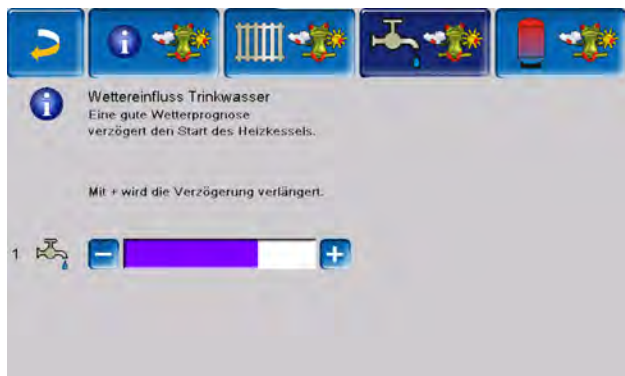 Wettereinfluss Trinkwasser
Eine gute Wetterprognose
verzögert den Start des Heizkessels.
Mit + wird die Verzögerung verlängert.
1